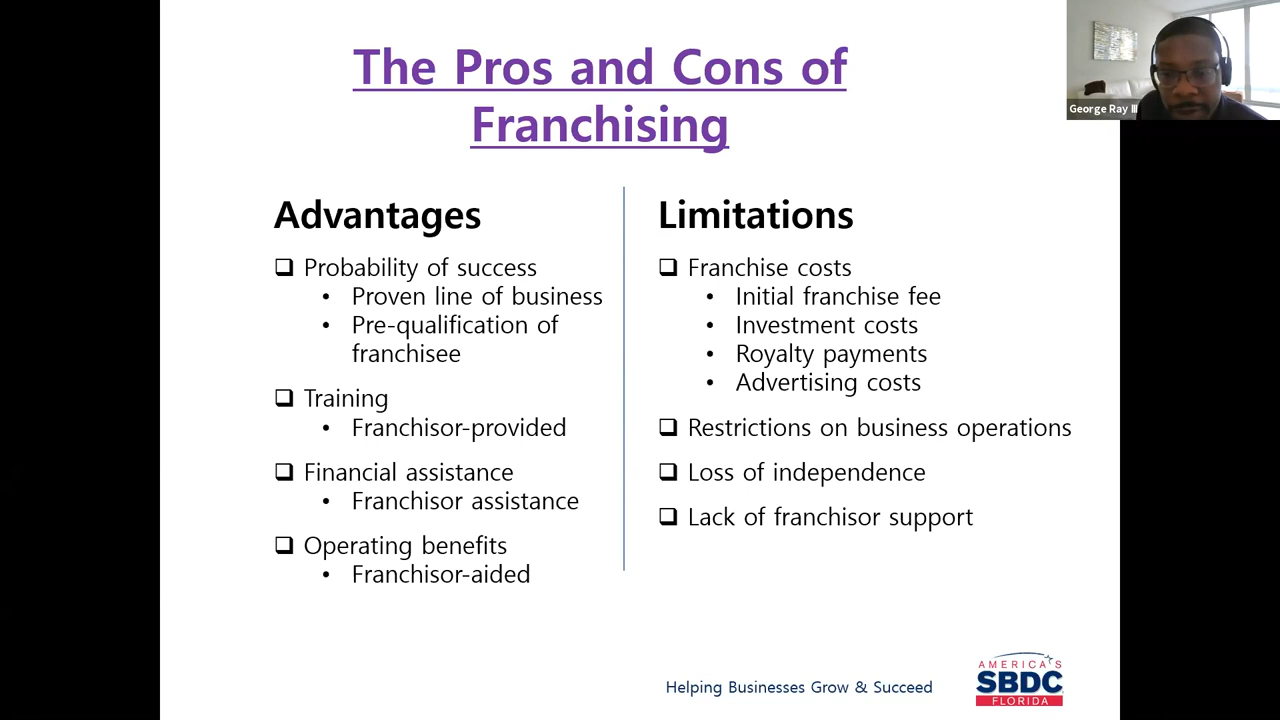 The Pros and Cons of
Franchising
George Ray III
Advantages
❑ Probability of success
• Proven line of business
• Pre-qualification of
franchisee
❑ Training
• Franchisor-provided
❑ Financial assistance
• Franchisor assistance
❑ Operating benefits
• Franchisor-aided
Limitations
❑ Franchise costs
• Initial franchise fee
• Investment costs
• Royalty payments
• Advertising costs
❑ Restrictions on business operations
❑ Loss of independence
❑ Lack of franchisor support
Helping Businesses Grow & Succeed
AMERICA'S
SBDC
FLORIDA